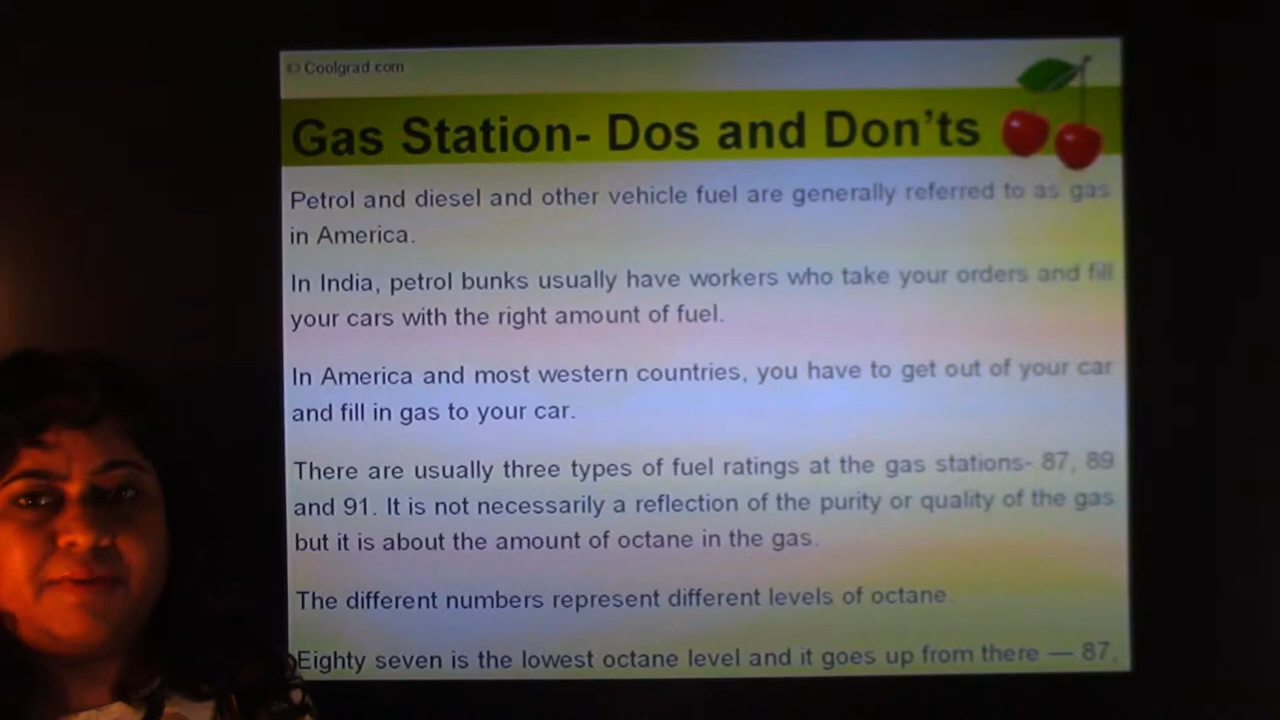 © Coolgrad.com
Gas Station- Dos and Don'ts
Petrol and diesel and other vehicle fuel are generally referred to as gas
in America.
In India, petrol bunks usually have workers who take your orders and fill
your cars with the right amount of fuel.
In America and most western countries, you have to get out of your car
and fill in gas to your car.
There are usually three types of fuel ratings at the gas stations- 87, 89
and 91. It is not necessarily a reflection of the purity or quality of the gas
but it is about the amount of octane in the gas.
The different numbers represent different levels of octane.
Eighty seven is the lowest octane level and it goes up from there — 87,